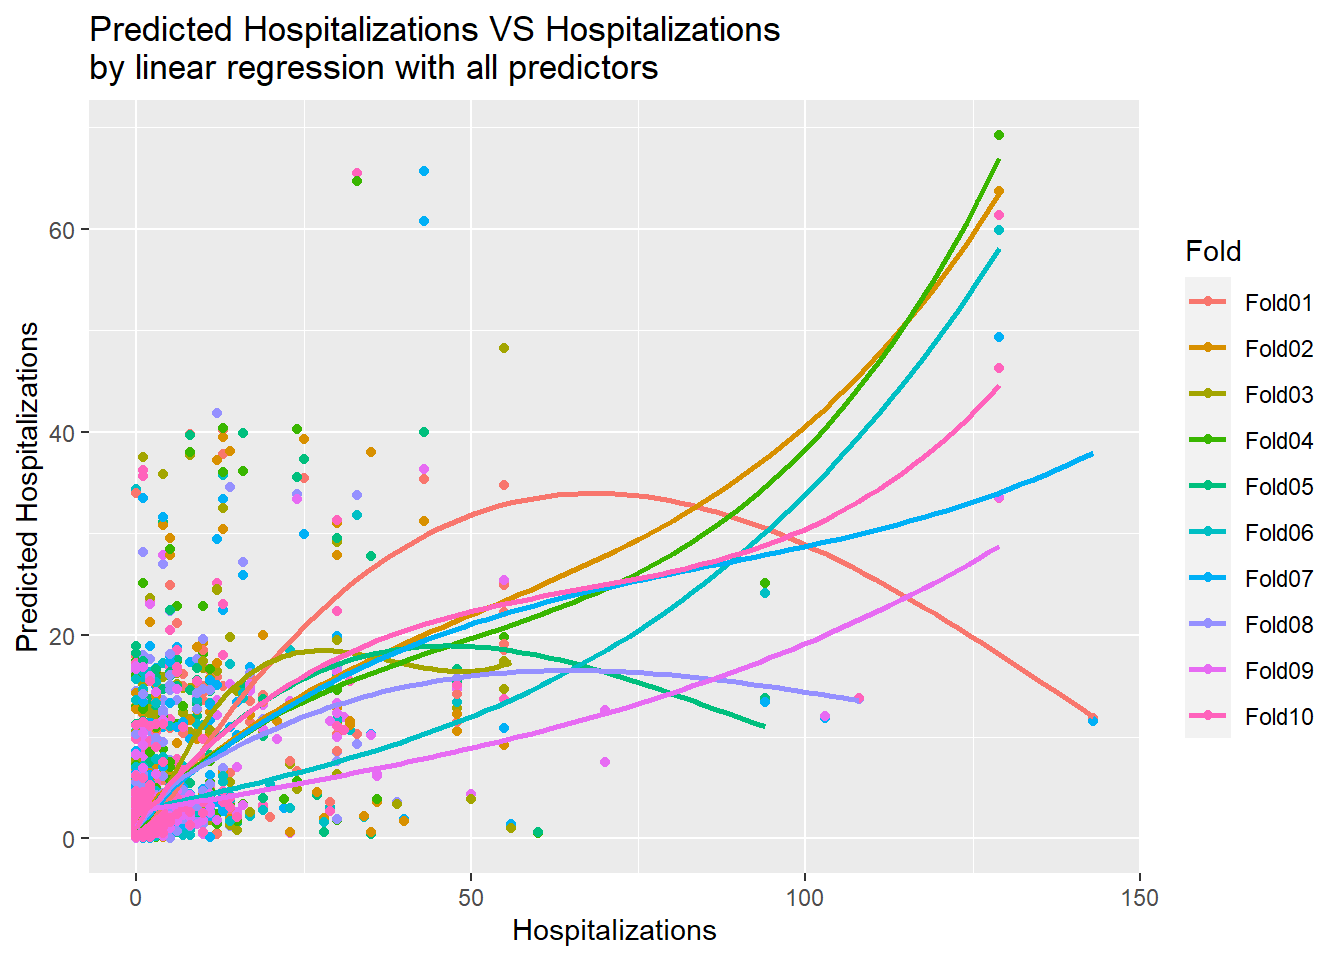 Predicted Hospitalizations VS Hospitalizations
by linear regression with all predictors
Predicted Hospitalizations
60
40
20
0
0 50 100 150
Hospitalizations
Fold
Fold01
Fold02
Fold03
Fold04
Fold05
Fold06
Fold07
Fold08
Fold09
Fold10